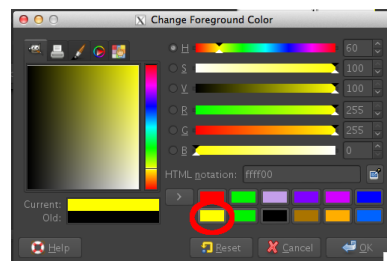 Change Foreground Color
H 60
S 100
V 100
R 255
G 255
B 0
HTML notation: ffff00
Current:
Old:
Help
Reset
Cancel
OK